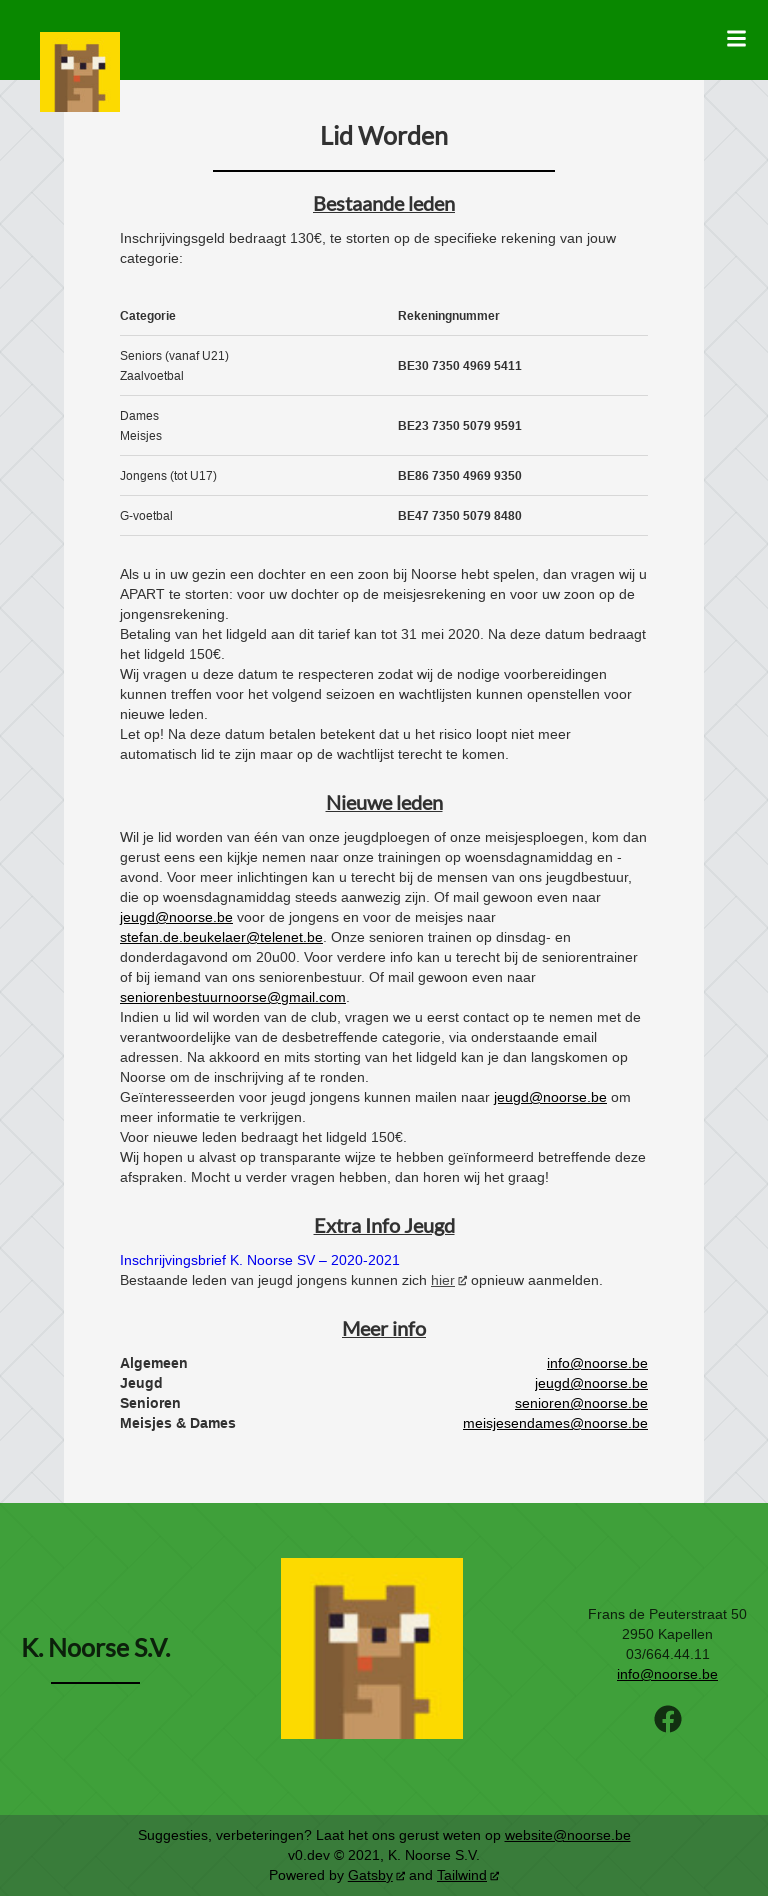 Lid Worden
Bestaande leden
Inschrijvingsgeld bedraagt 130€, te storten op de specifieke rekening van jouw
categorie:
Categorie Rekeningnummer
Seniors (vanaf U21)
Zaalvoetbal
BE30 7350 4969 5411
Dames
Meisjes
BE23 7350 5079 9591
Jongens (tot U17) BE86 7350 4969 9350
G-voetbal BE47 7350 5079 8480
Als u in uw gezin een dochter en een zoon bij Noorse hebt spelen, dan vragen wij u
APART te storten: voor uw dochter op de meisjesrekening en voor uw zoon op de
jongensrekening.
Betaling van het lidgeld aan dit tarief kan tot 31 mei 2020. Na deze datum bedraagt
het lidgeld 150€.
Wij vragen u deze datum te respecteren zodat wij de nodige voorbereidingen
kunnen treffen voor het volgend seizoen en wachtlijsten kunnen openstellen voor
nieuwe leden.
Let op! Na deze datum betalen betekent dat u het risico loopt niet meer
automatisch lid te zijn maar op de wachtlijst terecht te komen.
Nieuwe leden
Wil je lid worden van één van onze jeugdploegen of onze meisjesploegen, kom dan
gerust eens een kijkje nemen naar onze trainingen op woensdagnamiddag en -
avond. Voor meer inlichtingen kan u terecht bij de mensen van ons jeugdbestuur,
die op woensdagnamiddag steeds aanwezig zijn. Of mail gewoon even naar
jeugd@noorse.be voor de jongens en voor de meisjes naar
stefan.de.beukelaer@telenet.be. Onze senioren trainen op dinsdag- en
donderdagavond om 20u00. Voor verdere info kan u terecht bij de seniorentrainer
of bij iemand van ons seniorenbestuur. Of mail gewoon even naar
seniorenbestuurnoorse@gmail.com.
Indien u lid wil worden van de club, vragen we u eerst contact op te nemen met de
verantwoordelijke van de desbetreffende categorie, via onderstaande email
adressen. Na akkoord en mits storting van het lidgeld kan je dan langskomen op
Noorse om de inschrijving af te ronden.
Geïnteresseerden voor jeugd jongens kunnen mailen naar jeugd@noorse.be om
meer informatie te verkrijgen.
Voor nieuwe leden bedraagt het lidgeld 150€.
Wij hopen u alvast op transparante wijze te hebben geïnformeerd betreffende deze
afspraken. Mocht u verder vragen hebben, dan horen wij het graag!
Extra Info Jeugd
Inschrijvingsbrief K. Noorse SV – 2020-2021
Bestaande leden van jeugd jongens kunnen zich hier opnieuw aanmelden.
Meer info
Algemeen info@noorse.be
Jeugd jeugd@noorse.be
Senioren senioren@noorse.be
Meisjes & Dames meisjesendames@noorse.be
K. Noorse S.V.
Frans de Peuterstraat 50
2950 Kapellen
03/664.44.11
info@noorse.be
Suggesties, verbeteringen? Laat het ons gerust weten op website@noorse.be
v0.dev © 2021, K. Noorse S.V.
Powered by Gatsby and Tailwind